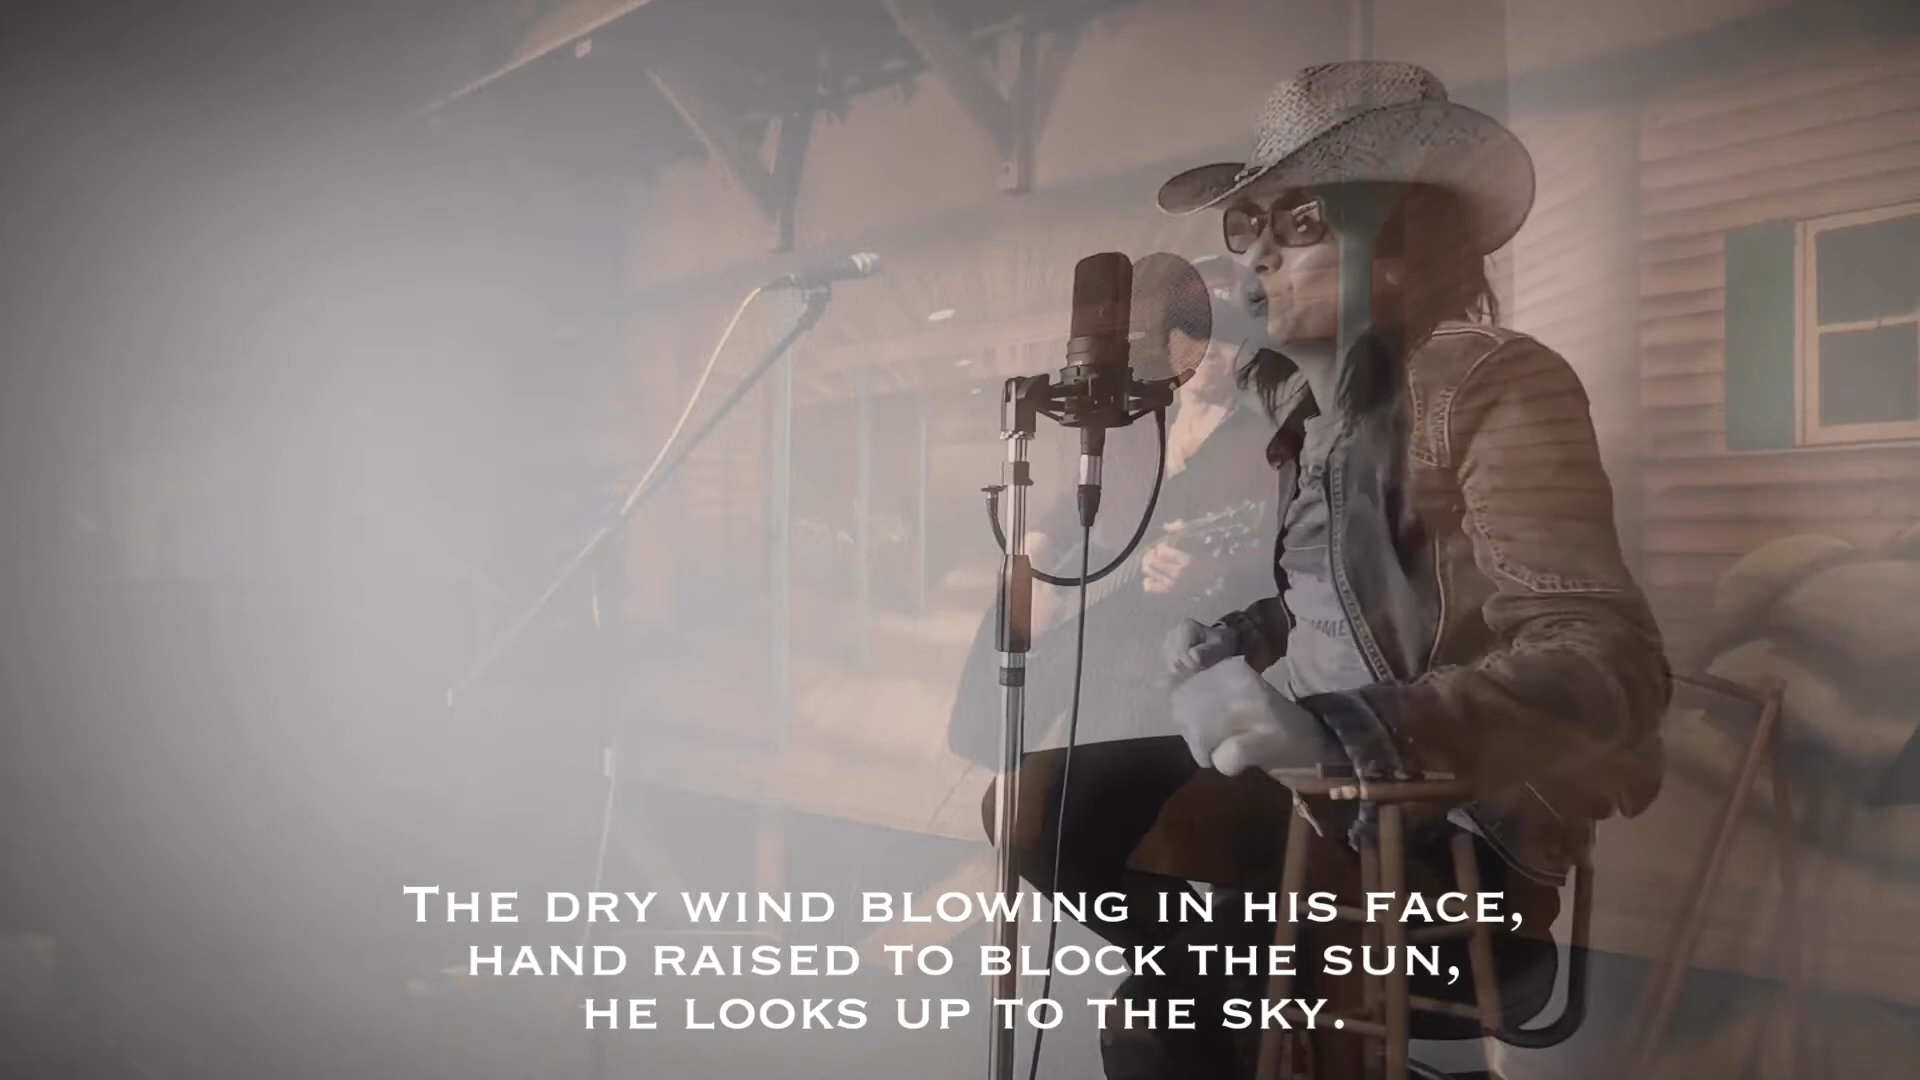 The dry wind blowing in his face,
hand raised to block the sun,
he looks up to the sky.